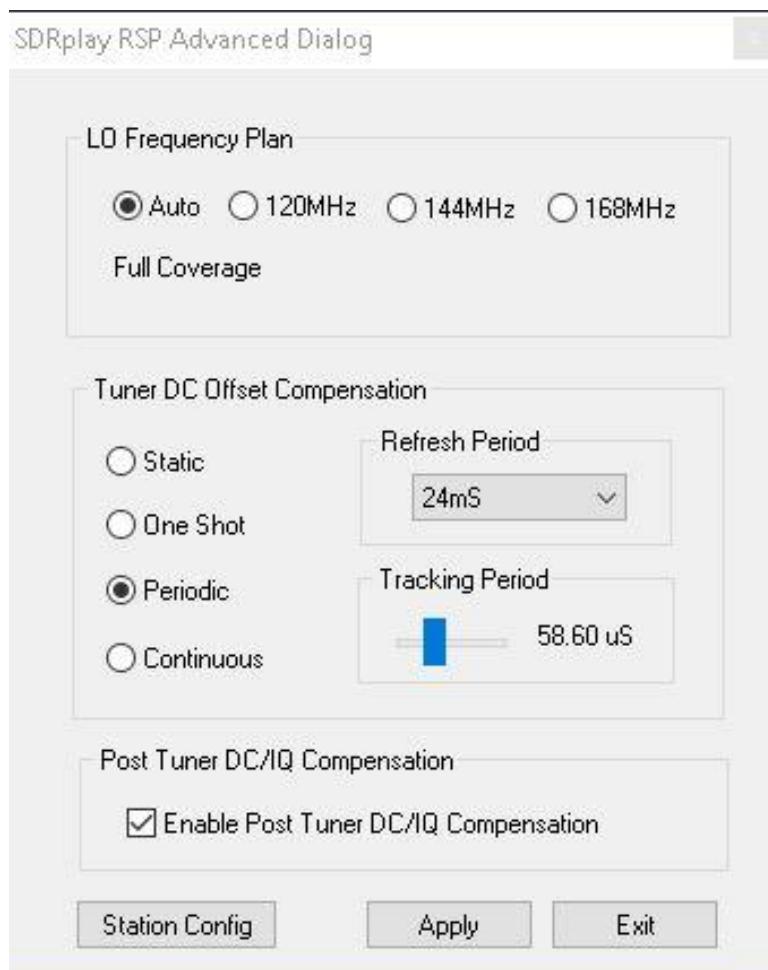 SDRplay RSP Advanced Dialog
LO Frequency Plan
Auto 120MHz 144MHz 168MHz
Full Coverage
Tuner DC Offset Compensation
Static
One Shot
Periodic
Continuous
Refresh Period
24mS
Tracking Period
58.60 uS
Post Tuner DC/IQ Compensation
Enable Post Tuner DC/IQ Compensation
Station Config Apply Exit